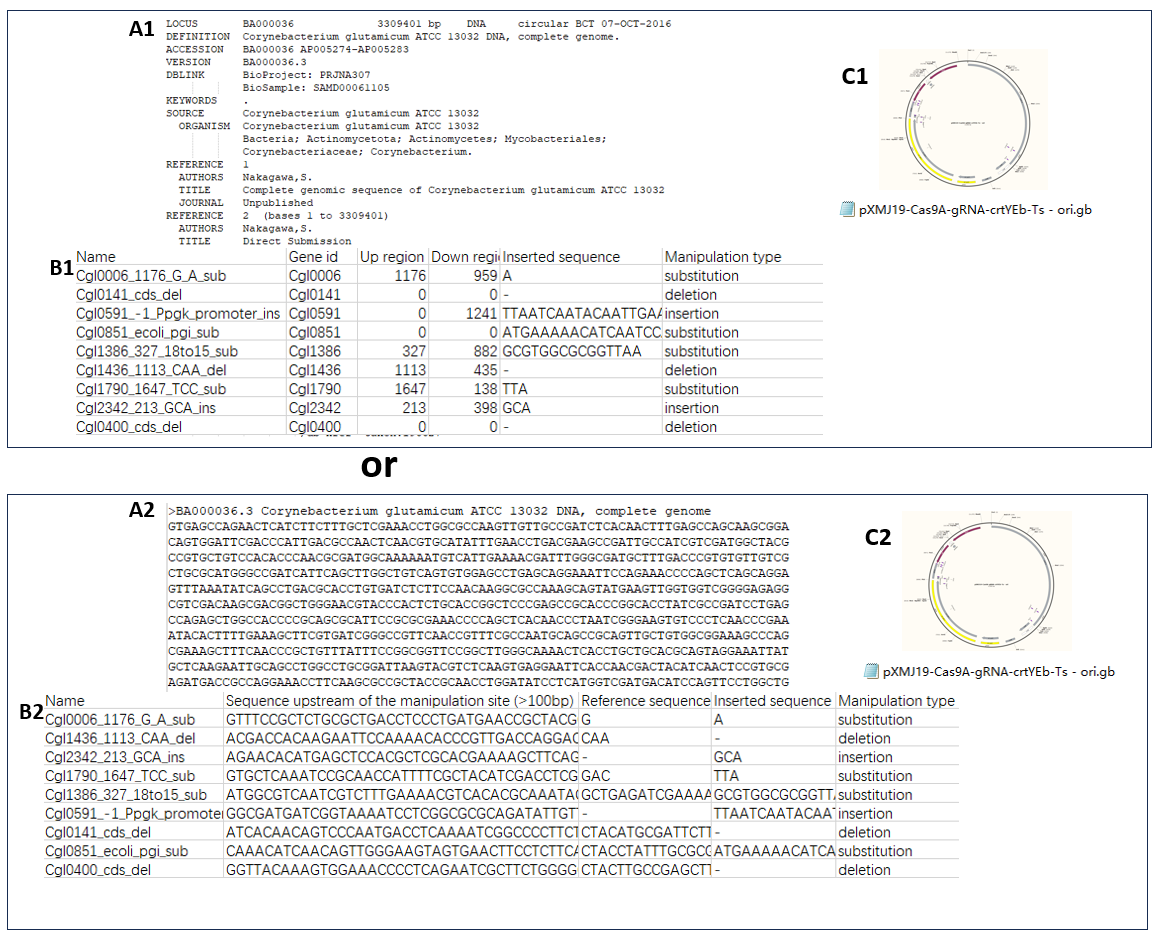 A1
LOCUS BA000036 3309401 bp DNA circular BCT 07-OCT-2016
DEFINITION Corynebacterium glutamicum ATCC 13032 DNA, complete genome.
ACCESSION BA000036 AP005274-AP005283
VERSION BA000036.3
DBLINK BioProject: PRJNA307
BioSample: SAMD00061105
KEYWORDS .
SOURCE Corynebacterium glutamicum ATCC 13032
ORGANISM Corynebacterium glutamicum ATCC 13032
Bacteria; Actinomycetota; Actinomycetes; Mycobacteriales;
Corynebacteriaceae; Corynebacterium.
REFERENCE 1
AUTHORS Nakagawa,S.
TITLE Complete genomic sequence of Corynebacterium glutamicum ATCC 13032
JOURNAL Unpublished
REFERENCE 2 (bases 1 to 3309401)
AUTHORS Nakagawa,S.
TITLE Direct Submission
C1
pXMJ19-Cas9A-gRNA-crtYEb-Ts - ori.gb
B1
Name Gene id Up region Down regi Inserted sequence Manipulation type
Cgl0006_1176_G_A_sub Cgl0006 1176 959 A substitution
Cgl0141_cds_del Cgl0141 0 0 - deletion
Cgl0591_-1_Ppgk_promoter_ins Cgl0591 0 1241 TTAATCAATACAATTGAA insertion
Cgl0851_ecoli_pgi_sub Cgl0851 0 0 ATGAAAAACATCAATCC substitution
Cgl1386_327_18to15_sub Cgl1386 327 882 GCGTGGCGCGGTTAA substitution
Cgl1436_1113_CAA_del Cgl1436 1113 435 - deletion
Cgl1790_1647_TCC_sub Cgl1790 1647 138 TTA substitution
Cgl2342_213_GCA_ins Cgl2342 213 398 GCA insertion
Cgl0400_cds_del Cgl0400 0 0 - deletion
or
A2
>BA000036.3 Corynebacterium glutamicum ATCC 13032 DNA, complete genome
GTGAGCCAGAACTCATCTTCTTTGCTCGAAACCTGGCGCCAAGTTGTTGCCGATCTCACAACTTTGAGCCAGCAAGCGGA
CAGTGGATTCGACCCATTGACGCCAACTCAACGTGCATATTTGAACCTGACGAAGCCGATTGCCATCGTCGATGGCTACG
CCGTGCTGTCCACACCCAACGCGATGGCAAAAAATGTCATTGAAAACGATTTGGGCGATGCTTTGACCCGTGTGTTGTCG
CTGCGCATGGGCCGATCATTCAGCTTGGCTGTCAGTGTGGAGCCTGAGCAGGAAATTCCAGAAACCCCAGCTCAGCAGGA
GTTTAAATATCAGCCTGACGCACCTGTGATCTCTTCCAACAAGGCGCCAAAGCAGTATGAAGTTGGTGGTCGGGGAGAGG
CGTCGACAAGCGACGGCTGGGAACGTACCCACTCTGCACCGGCTCCCGAGCCGCACCCGGCACCTATCGCCGATCCTGAG
CCAGAGCTGGCCACCCCGCAGCGCATTCCGCGCGAAACCCCAGCTCACAACCCTAATCGGGAAGTGTCCCTCAACCCGAA
ATACACTTTTGAAAGCTTCGTGATCGGGCCGTTCAACCGTTTCGCCAATGCAGCCGCAGTTGCTGTGGCGGAAAGCCCAG
CGAAAGCTTTCAACCCGCTGTTTATTTCCGGCGGTTCCGGCTTGGGCAAAACTCACCTGCTGCACGCAGTAGGAAATTAT
GCTCAAGAATTGCAGCCTGGCCTGCGGATTAAGTACGTCTCAAGTGAGGAATTCACCAACGACTACATCAACTCCGTGCG
AGATGACCGCCAGGAAACCTTCAAGCGCCGCTACCGCAACCTGGATATCCTCATGGTCGATGACATCCAGTTCCTGGCTG
C2
pXMJ19-Cas9A-gRNA-crtYEb-Ts - ori.gb
B2
Name Sequence upstream of the manipulation site (>100bp) Reference sequence Inserted sequence Manipulation type
Cgl0006_1176_G_A_sub GTTTCCGCTCTGCGCTGACCTCCCTGATGAACCGCTACG G A substitution
Cgl1436_1113_CAA_del ACGACCACAAGAATTCCAAAACACCCGTTGACCAGGAC CAA - deletion
Cgl2342_213_GCA_ins AGAACACATGAGCTCCACGCTCGCACGAAAAGCTTCAG - GCA insertion
Cgl1790_1647_TCC_sub GTGCTCAAATCCGCAACCATTTTCGCTACATCGACCTCG GAC TTA substitution
Cgl1386_327_18to15_sub ATGGCGTCAATCGTCTTTGAAAACGTCACACGCAAATA GCTGAGATCGAAAA GCGTGGCGCGGTT substitution
Cgl0591_-1_Ppgk_promoter GGCGATGATCGGTAAAATCCTCGGCGCGCAGATATTGT - TTAATCAATACAAT insertion
Cgl0141_cds_del ATCACAACAGTCCCAATGACCTCAAAATCGGCCCCTTCT CTACATGCGATTCTT - deletion
Cgl0851_ecoli_pgi_sub CAAACATCAACAGTTGGGAAGTAGTGAACTTCCTCTTC CTACCTATTTGCGC ATGAAAAACATCA substitution
Cgl0400_cds_del GGTTACAAAGTGGAAACCCCTCAGAATCGCTTCTGGGG CTACTTGCCGAGCTT - deletion